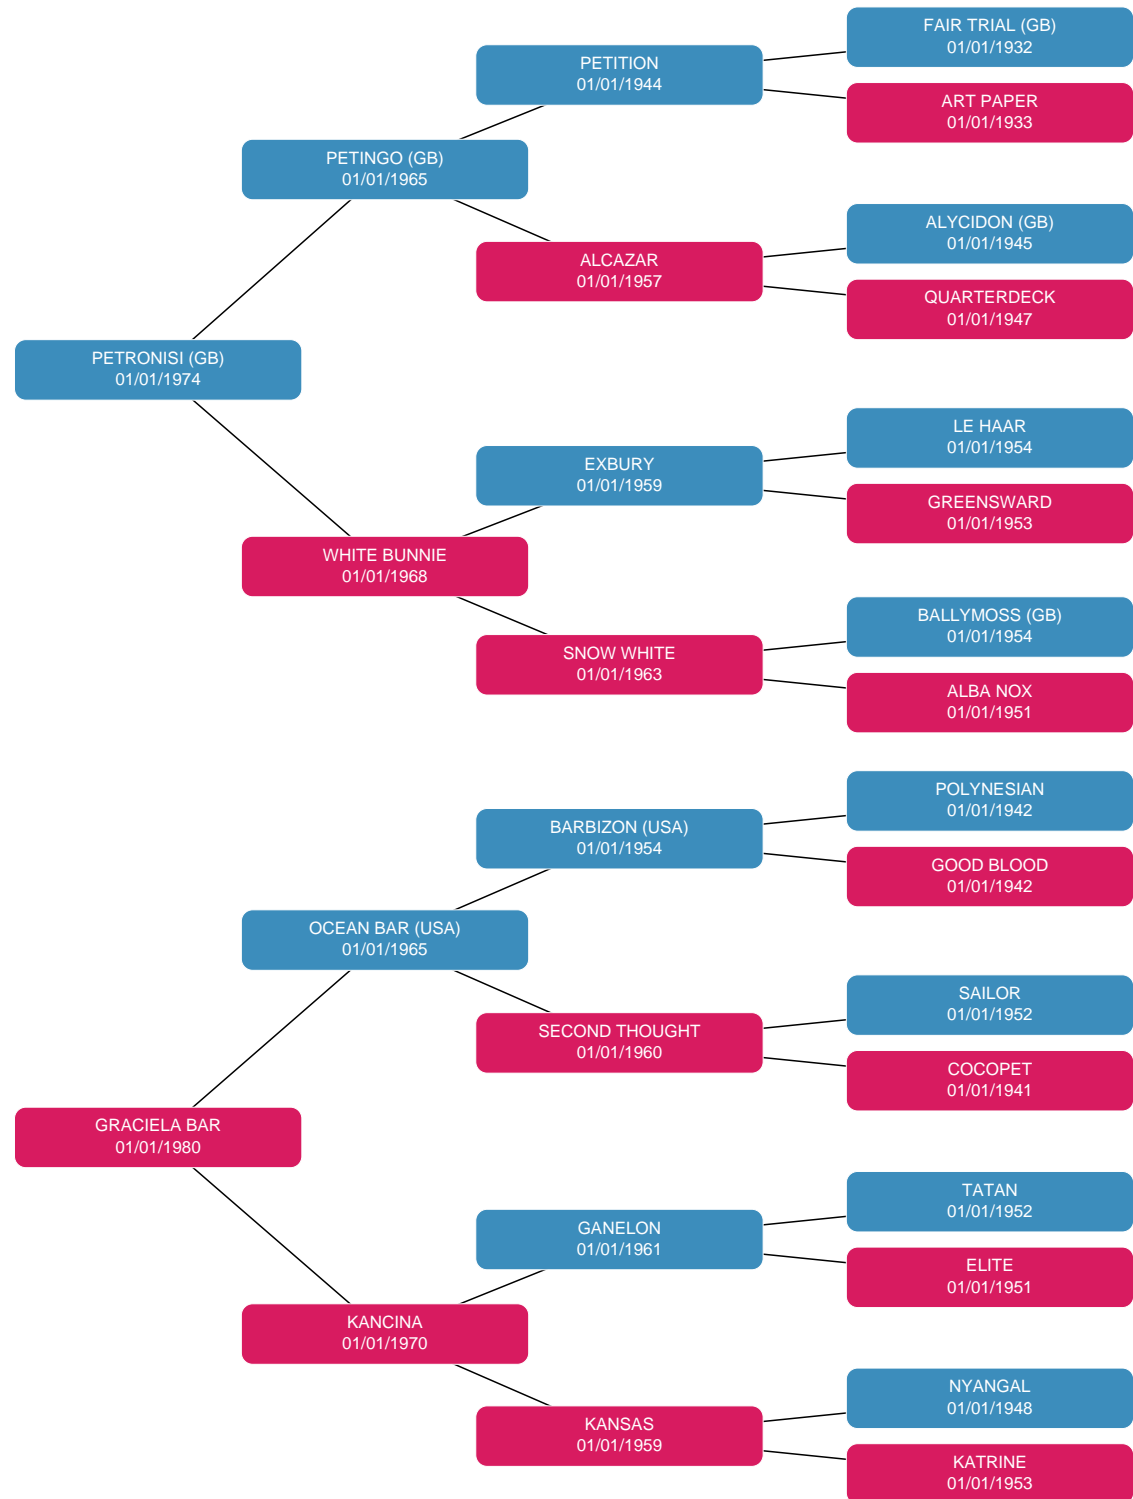 FAIR TRIAL (GB)
01/01/1932
PETITION
01/01/1944
ART PAPER
01/01/1933
PETINGO (GB)
01/01/1965
ALYCIDON (GB)
01/01/1945
ALCAZAR
01/01/1957
QUARTERDECK
01/01/1947
PETRONISI (GB)
01/01/1974
LE HAAR
01/01/1954
EXBURY
01/01/1959
GREENSWARD
01/01/1953
WHITE BUNNIE
01/01/1968
BALLYMOSS (GB)
01/01/1954
SNOW WHITE
01/01/1963
ALBA NOX
01/01/1951
POLYNESIAN
01/01/1942
BARBIZON (USA)
01/01/1954
GOOD BLOOD
01/01/1942
OCEAN BAR (USA)
01/01/1965
SAILOR
01/01/1952
SECOND THOUGHT
01/01/1960
COCOPET
01/01/1941
GRACIELA BAR
01/01/1980
TATAN
01/01/1952
GANELON
01/01/1961
ELITE
01/01/1951
KANCINA
01/01/1970
NYANGAL
01/01/1948
KANSAS
01/01/1959
KATRINE
01/01/1953